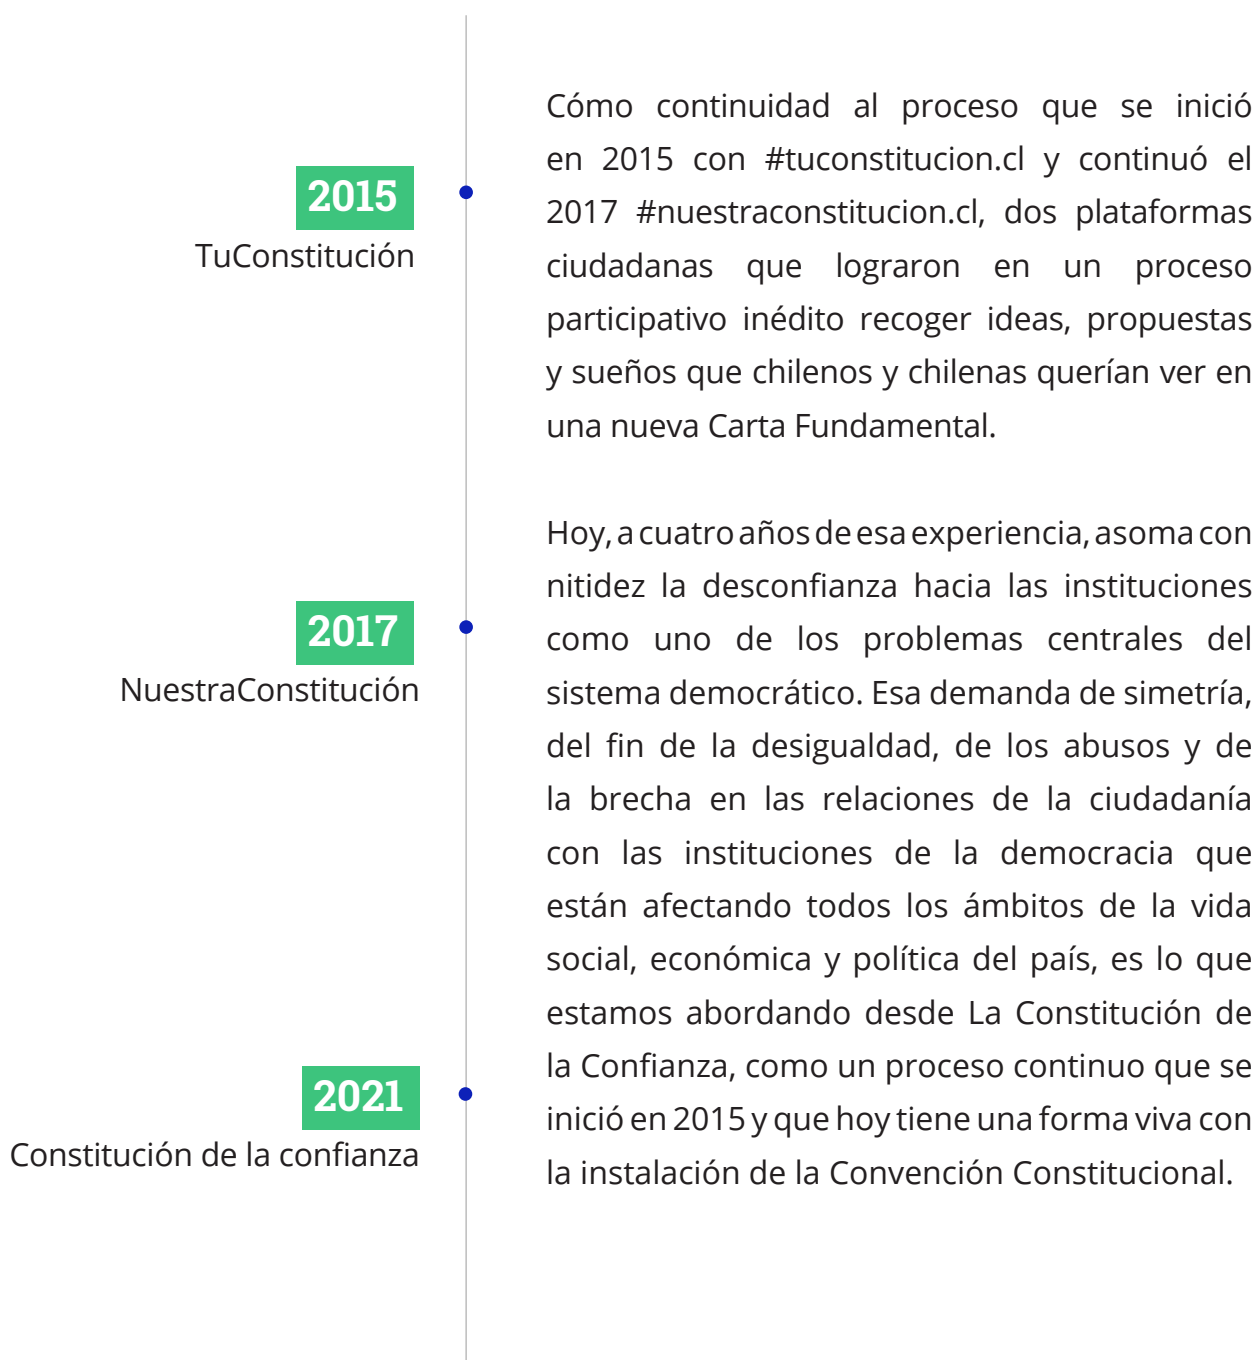 2015
TuConstitución
2017
NuestraConstitución
2021
Constitución de la confianza
Cómo continuidad al proceso que se inició
en 2015 con #tuconstitucion.cl y continuó el
2017 #nuestraconstitucion.cl, dos plataformas
ciudadanas que lograron en un proceso
participativo inédito recoger ideas, propuestas
y sueños que chilenos y chilenas querían ver en
una nueva Carta Fundamental.
Hoy, a cuatro años de esa experiencia, asoma con
nitidez la desconfianza hacia las instituciones
como uno de los problemas centrales del
sistema democrático. Esa demanda de simetría,
del fin de la desigualdad, de los abusos y de
la brecha en las relaciones de la ciudadanía
con las instituciones de la democracia que
están afectando todos los ámbitos de la vida
social, económica y política del país, es lo que
estamos abordando desde La Constitución de
la Confianza, como un proceso continuo que se
inició en 2015 y que hoy tiene una forma viva con
la instalación de la Convención Constitucional.